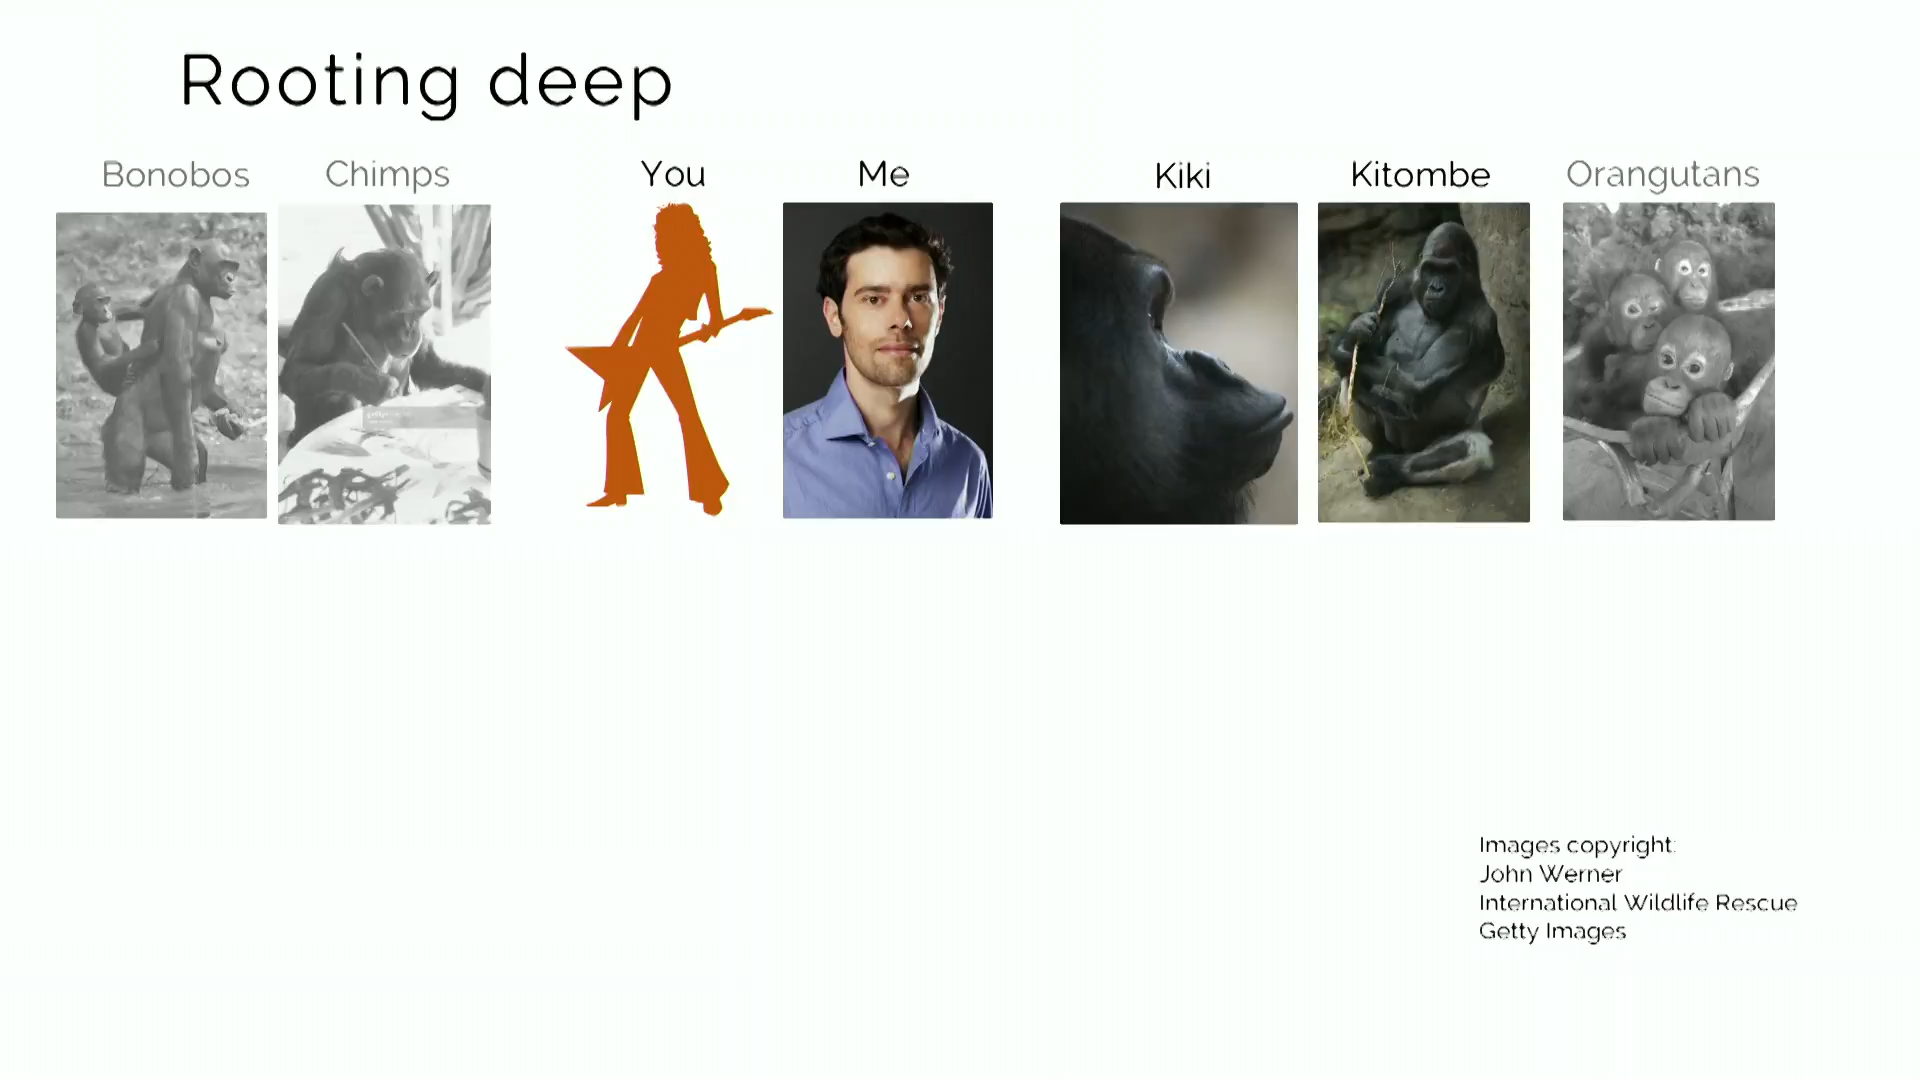 Rooting deep
Bonobos Chimps You Me Kiki Kitombe Orangutans
Images copyright:
John Werner
International Wildlife Rescue
Getty Images